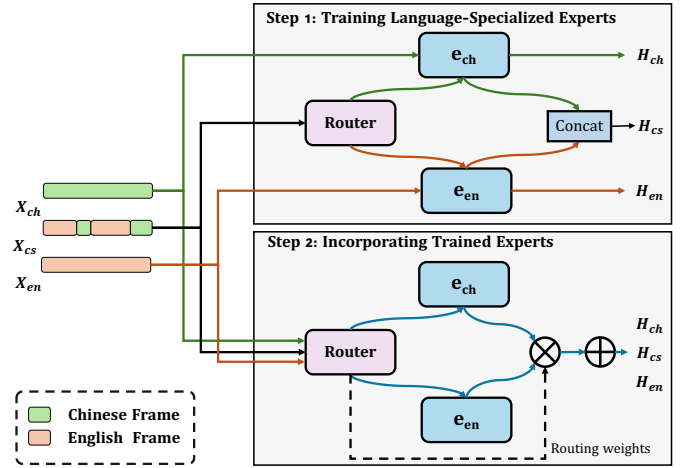 Step 1: Training Language-Specialized Experts
e_ch
H_ch
Router
Concat
H_cs
e_en
H_en
X_ch
X_cs
X_en
Step 2: Incorporating Trained Experts
e_ch
H_ch
Router
H_cs
H_en
e_en
Routing weights
Chinese Frame
English Frame